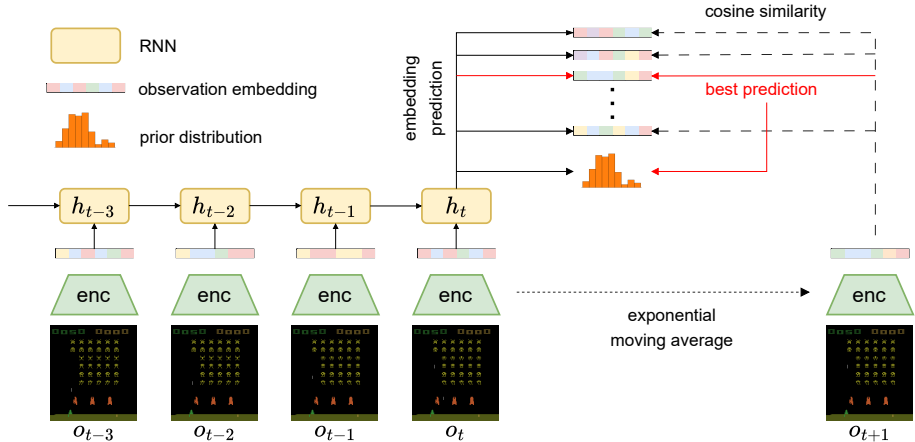 cosine similarity
RNN
observation embedding
prior distribution
embedding
prediction
best prediction
h_{t-3}
h_{t-2}
h_{t-1}
h_t
enc
enc
enc
enc
enc
exponential
moving average
o_{t-3}
o_{t-2}
o_{t-1}
o_t
o_{t+1}